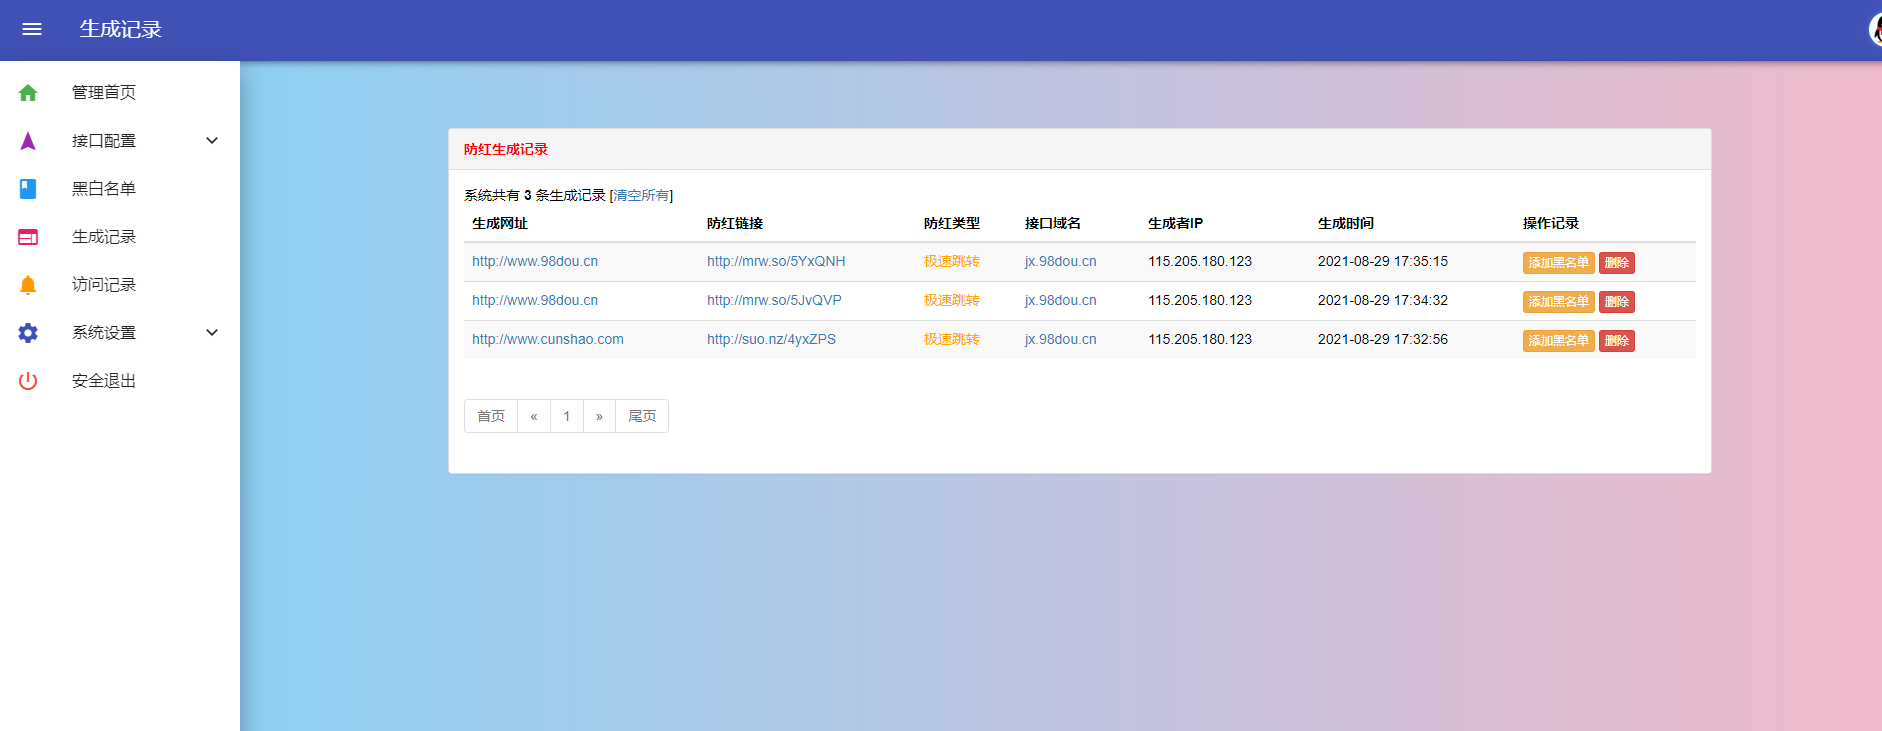 生成记录
管理首页
接口配置
黑白名单
生成记录
访问记录
系统设置
安全退出
防红生成记录
系统共有 3 条生成记录 [清空所有]
生成网址 防红链接 防红类型 接口域名 生成者IP 生成时间 操作记录
http://www.98dou.cn http://mrw.so/5YxQNH 极速跳转 jx.98dou.cn 115.205.180.123 2021-08-29 17:35:15 添加黑名单 删除
http://www.98dou.cn http://mrw.so/5JvQVP 极速跳转 jx.98dou.cn 115.205.180.123 2021-08-29 17:34:32 添加黑名单 删除
http://www.cunshao.com http://suo.nz/4yxZPS 极速跳转 jx.98dou.cn 115.205.180.123 2021-08-29 17:32:56 添加黑名单 删除
首页 « 1 » 尾页